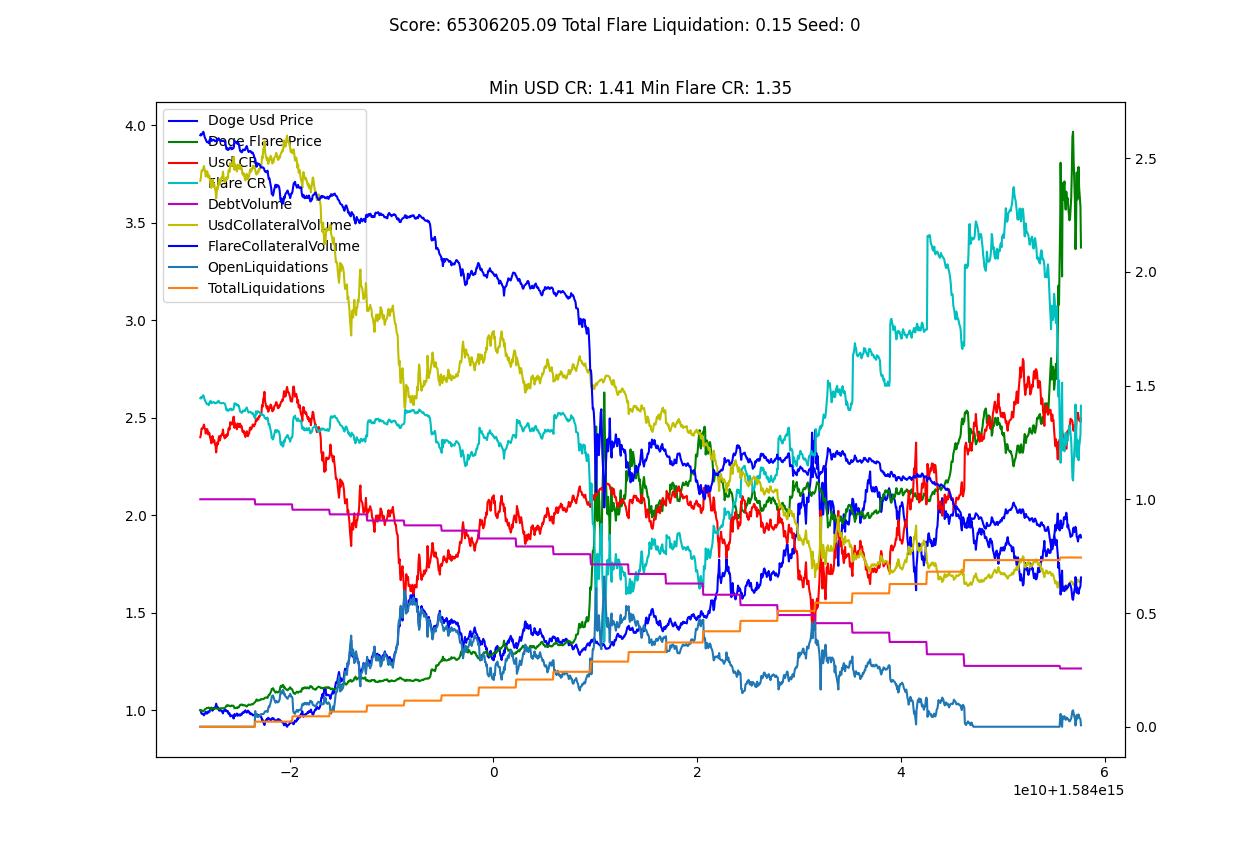 Score: 65306205.09 Total Flare Liquidation: 0.15 Seed: 0
Min USD CR: 1.41 Min Flare CR: 1.35
Doge Usd Price
Doge Flare Price
Usd CR
Flare CR
DebtVolume
UsdCollateralVolume
FlareCollateralVolume
OpenLiquidations
TotalLiquidations
4.0
3.5
3.0
2.5
2.0
1.5
1.0
2.5
2.0
1.5
1.0
0.5
0.0
−2
0
2
4
6
1e10+1.584e15